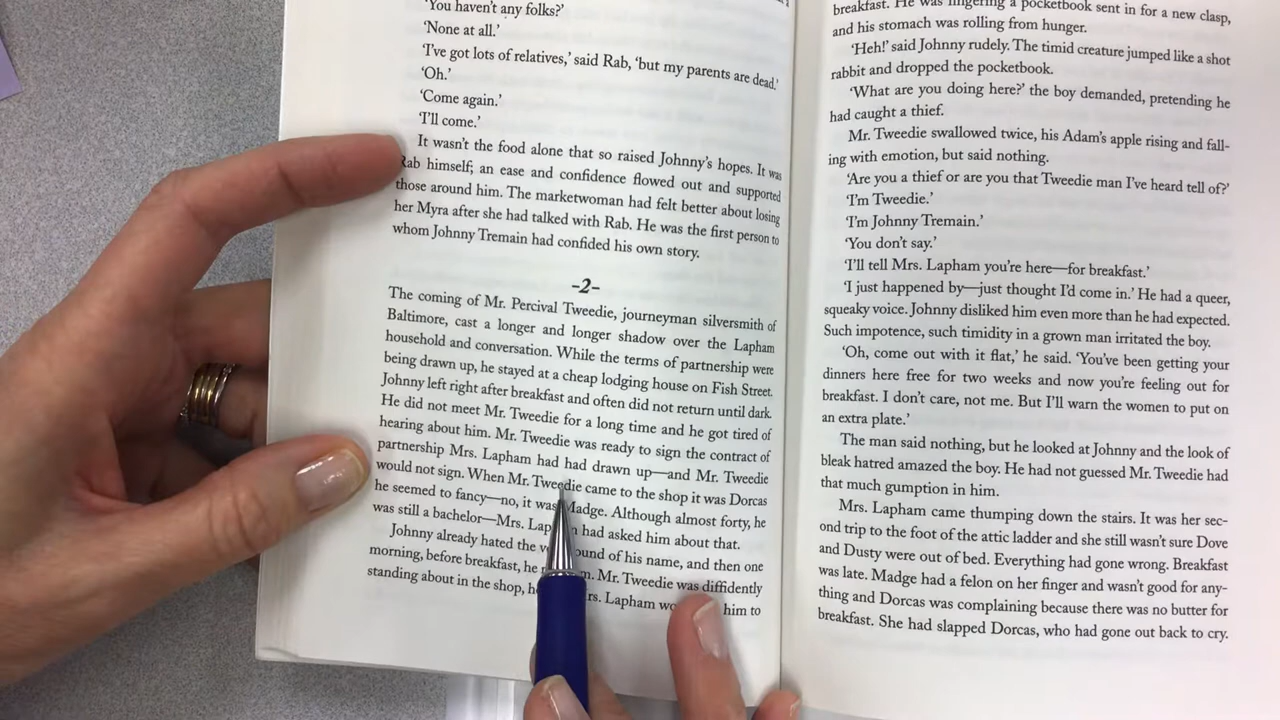 'You haven't any folks?'
'None at all.'
'I've got lots of relatives,' said Rab, 'but my parents are dead.'
'Oh.'
'Come again.'
'I'll come.'
It wasn't the food alone that so raised Johnny's hopes. It was
Rab himself; an ease and confidence flowed out and supported
those around him. The marketwoman had felt better about losing
her Myra after she had talked with Rab. He was the first person to
whom Johnny Tremain had confided his own story.
-2-
The coming of Mr. Percival Tweedie, journeyman silversmith of
Baltimore, cast a longer and longer shadow over the Lapham
household and conversation. While the terms of partnership were
being drawn up, he stayed at a cheap lodging house on Fish Street.
Johnny left right after breakfast and often did not return until dark.
He did not meet Mr. Tweedie for a long time and he got tired of
hearing about him. Mr. Tweedie was ready to sign the contract of
partnership Mrs. Lapham had had drawn up—and Mr. Tweedie
would not sign. When Mr. Tweedie came to the shop it was Dorcas
he seemed to fancy—no, it was Madge. Although almost forty, he
was still a bachelor—Mrs. Lapham had asked him about that.
Johnny already hated the sound of his name, and then one
morning, before breakfast, he Mr. Tweedie was diffidently
standing about in the shop, Mrs. Lapham him to
breakfast. He was fingering a pocketbook sent in for a new clasp,
and his stomach was rolling from hunger.
'Heh!' said Johnny rudely. The timid creature jumped like a shot
rabbit and dropped the pocketbook.
'What are you doing here?' the boy demanded, pretending he
had caught a thief.
Mr. Tweedie swallowed twice, his Adam's apple rising and fall-
ing with emotion, but said nothing.
'Are you a thief or are you that Tweedie man I've heard tell of?'
'I'm Tweedie.'
'I'm Johnny Tremain.'
'You don't say.'
'I'll tell Mrs. Lapham you're here—for breakfast.'
'I just happened by—just thought I'd come in.' He had a queer,
squeaky voice. Johnny disliked him even more than he had expected.
Such impotence, such timidity in a grown man irritated the boy.
'Oh, come out with it flat,' he said. 'You've been getting your
dinners here free for two weeks and now you're feeling out for
breakfast. I don't care, not me. But I'll warn the women to put on
an extra plate.'
The man said nothing, but he looked at Johnny and the look of
bleak hatred amazed the boy. He had not guessed Mr. Tweedie had
that much gumption in him.
Mrs. Lapham came thumping down the stairs. It was her sec-
ond trip to the foot of the attic ladder and she still wasn't sure Dove
and Dusty were out of bed. Everything had gone wrong. Breakfast
was late. Madge had a felon on her finger and wasn't good for any-
thing and Dorcas was complaining because there was no butter for
breakfast. She had slapped Dorcas, who had gone out back to cry.